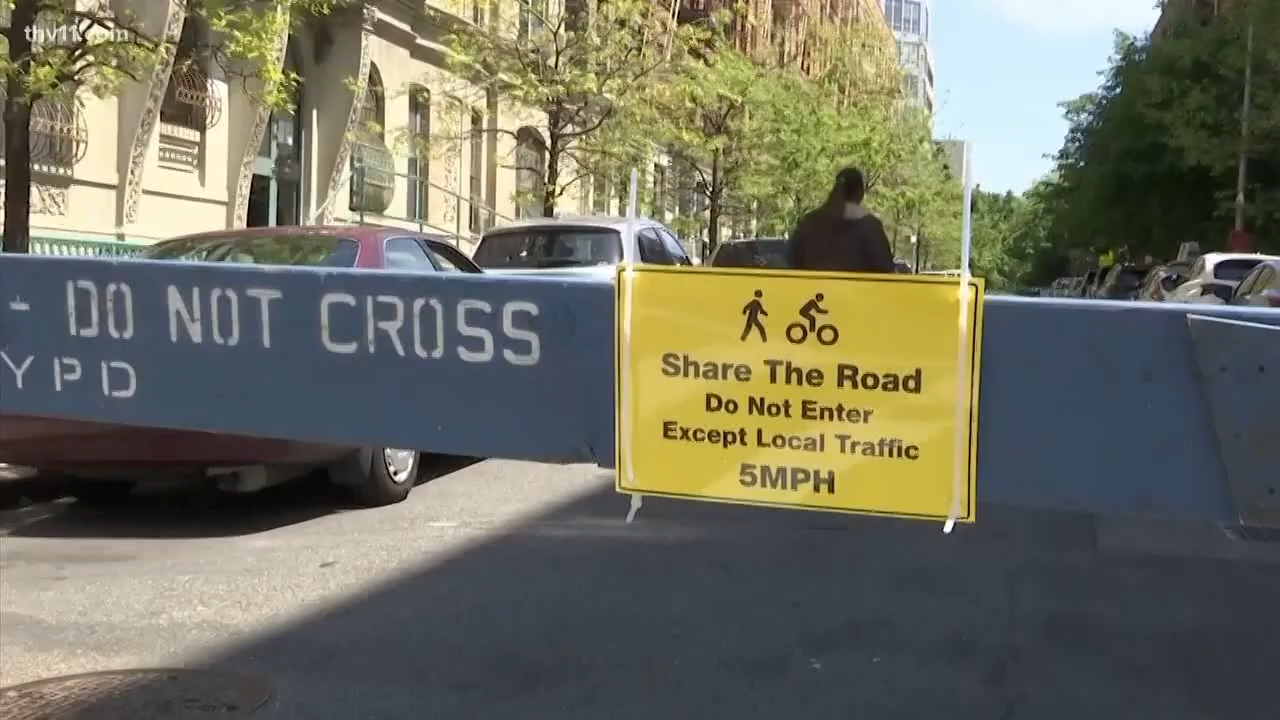 thv11.com
- DO NOT CROSS
YPD
Share The Road
Do Not Enter
Except Local Traffic
5MPH